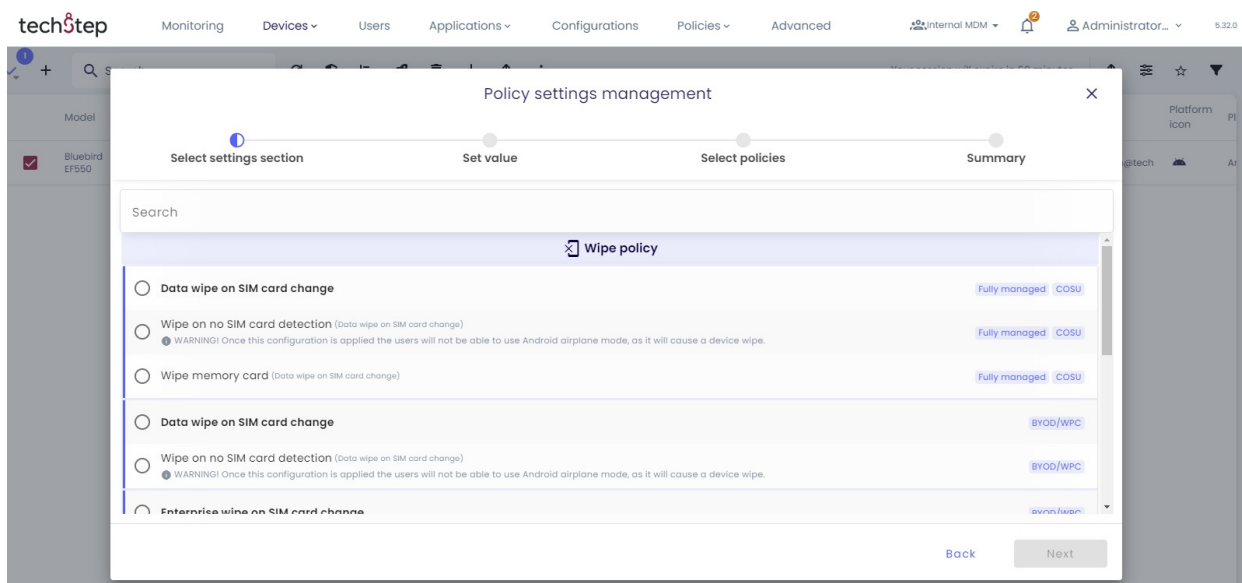 techstep Monitoring Devices Users Applications Configurations Policies Advanced Internal MDM 2 Administrator... 5.32.0
1
Policy settings management
Model
Platform icon
Pl
Select settings section Set value Select policies Summary
Bluebird EF550
@tech
Search
Wipe policy
Data wipe on SIM card change Fully managed COSU
Wipe on no SIM card detection (Data wipe on SIM card change) Fully managed COSU
WARNING! Once this configuration is applied the users will not be able to use Android airplane mode, as it will cause a device wipe.
Wipe memory card (Data wipe on SIM card change) Fully managed COSU
Data wipe on SIM card change BYOD/WPC
Wipe on no SIM card detection (Data wipe on SIM card change) BYOD/WPC
WARNING! Once this configuration is applied the users will not be able to use Android airplane mode, as it will cause a device wipe.
Enterprise wipe on SIM card change BYOD/WPC
Back Next